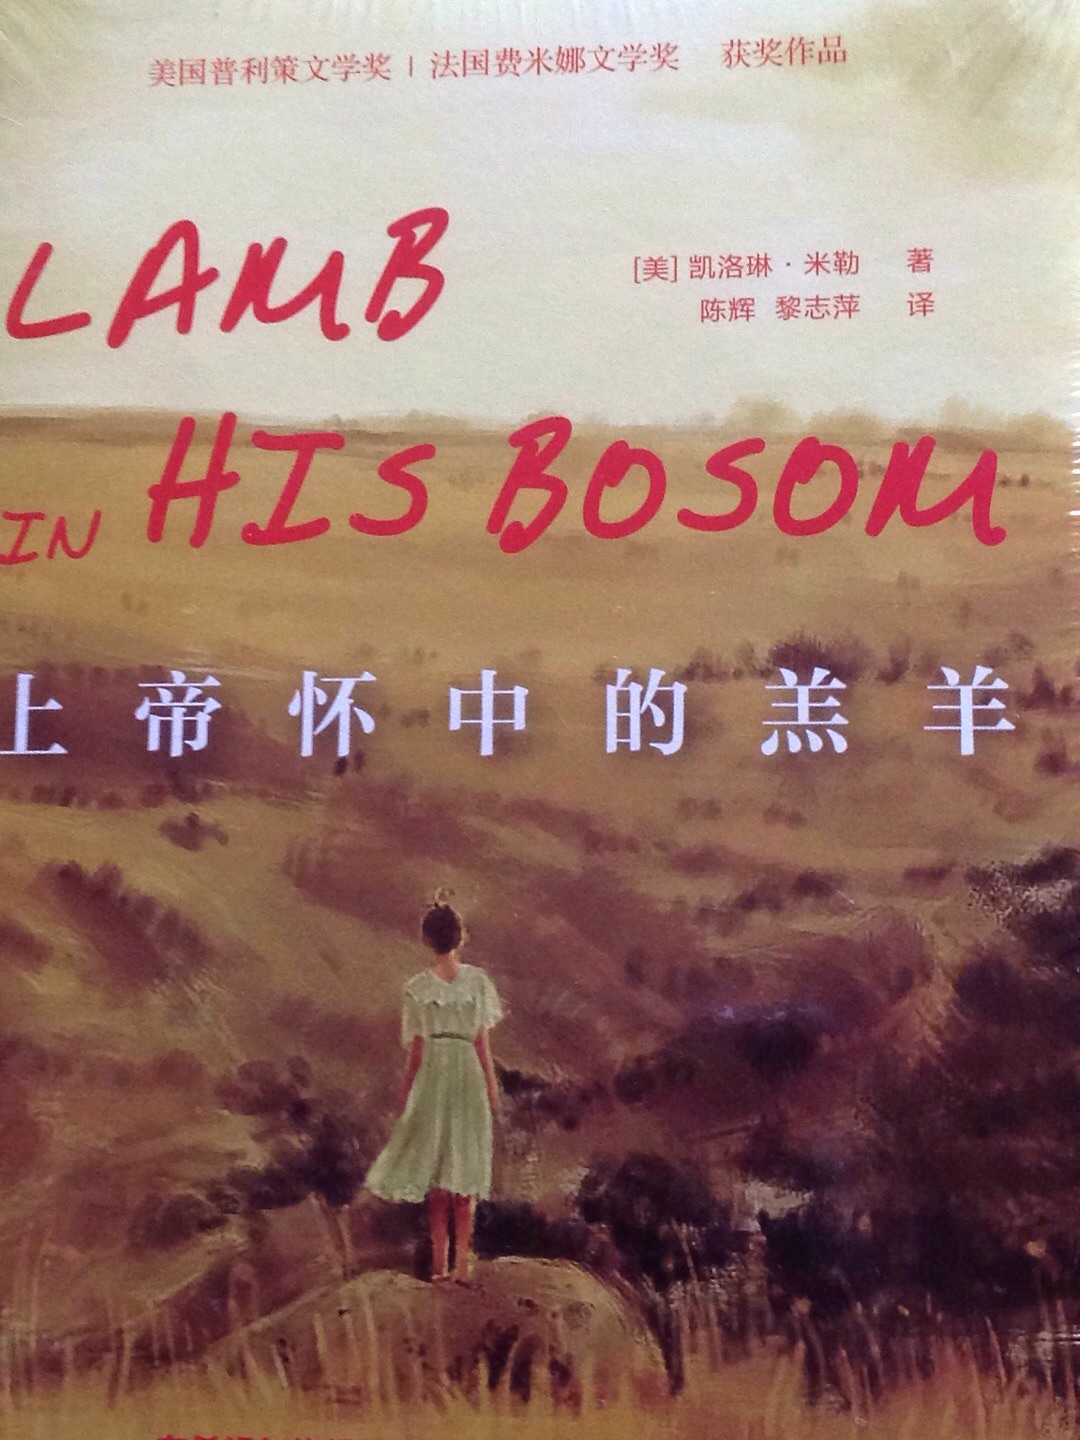 美国普利策文学奖 | 法国费米娜文学奖 获奖作品
LAMB
[美] 凯洛琳·米勒 著
陈辉 黎志萍 译
IN HIS BOSOM
上帝怀中的羔羊